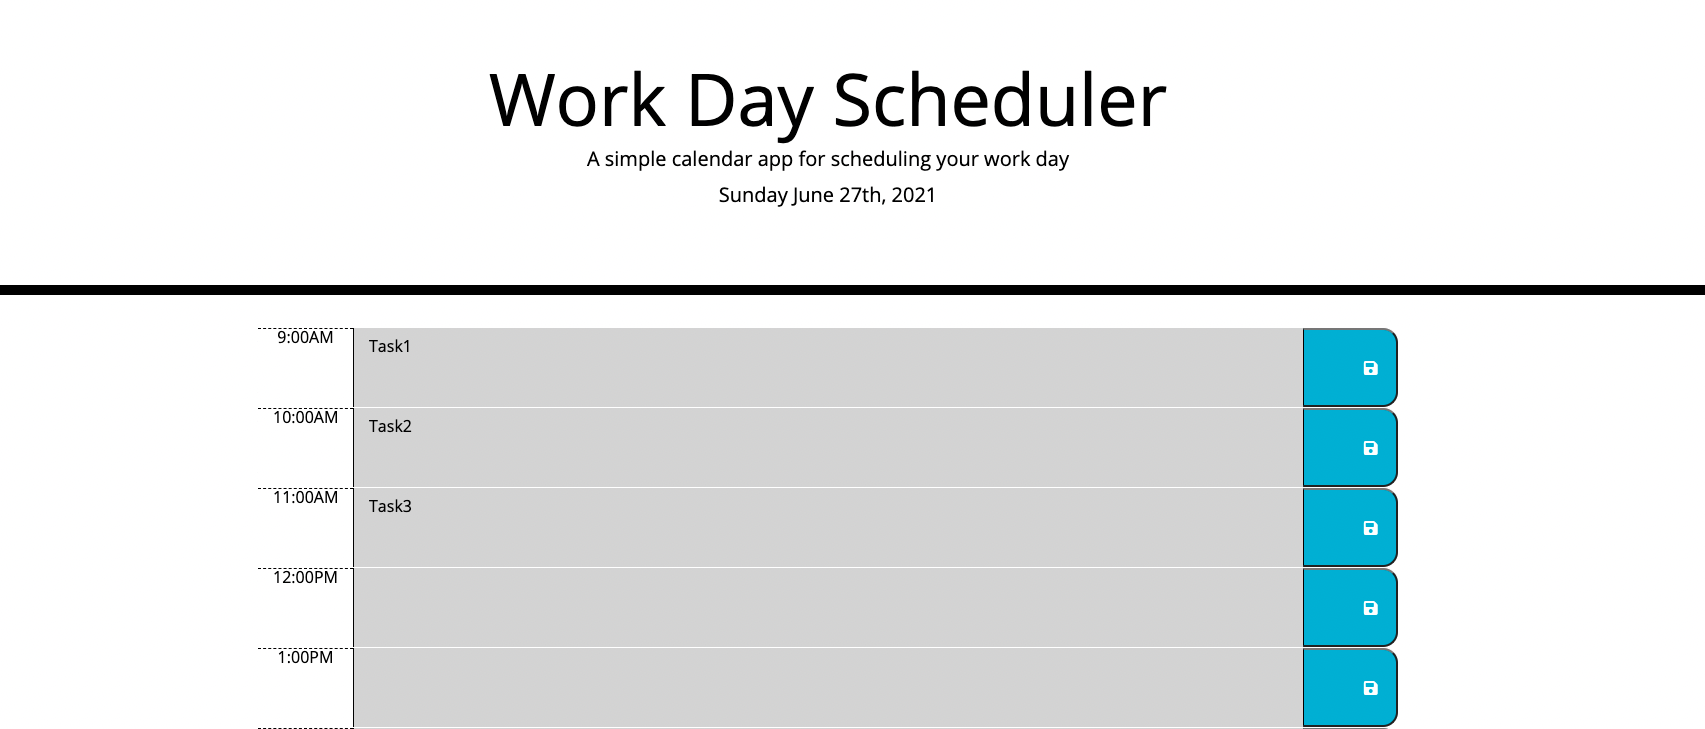 Work Day Scheduler
A simple calendar app for scheduling your work day
Sunday June 27th, 2021
9:00AM
Task1
10:00AM
Task2
11:00AM
Task3
12:00PM
1:00PM